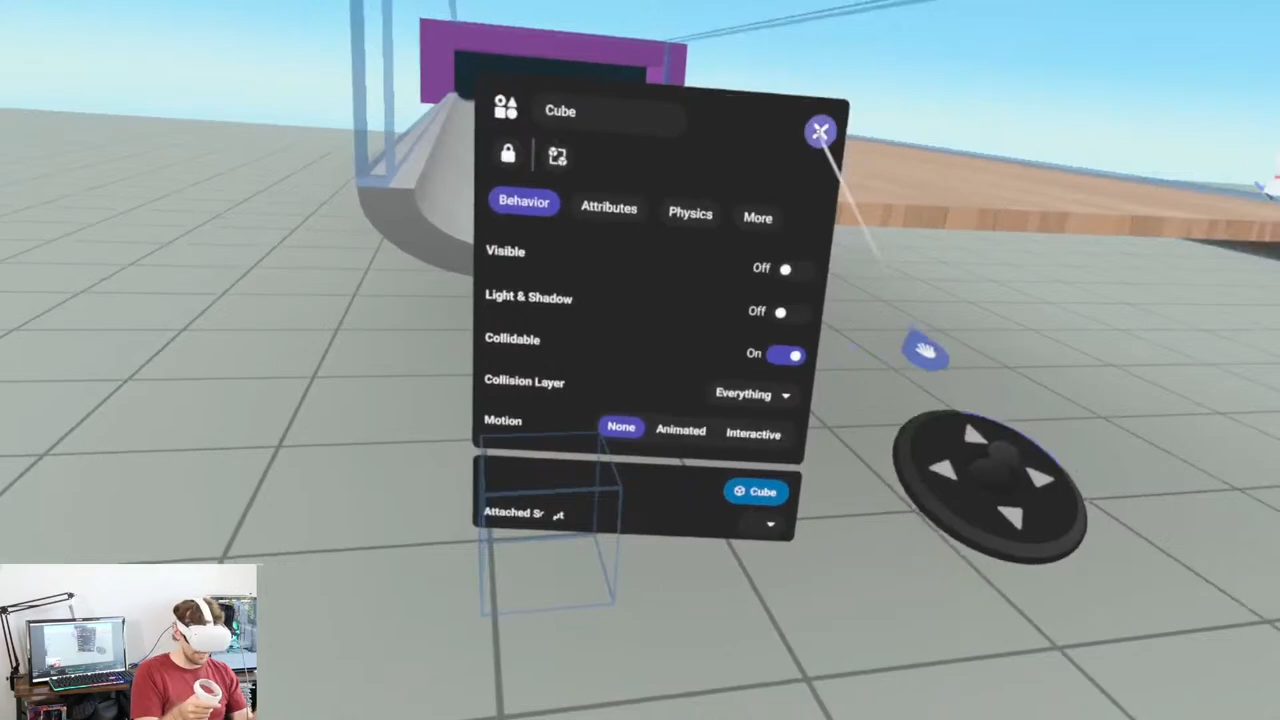 Cube
Behavior Attributes Physics More
Visible Off
Light & Shadow Off
Collidable On
Collision Layer Everything
Motion None Animated Interactive
Cube
Attached